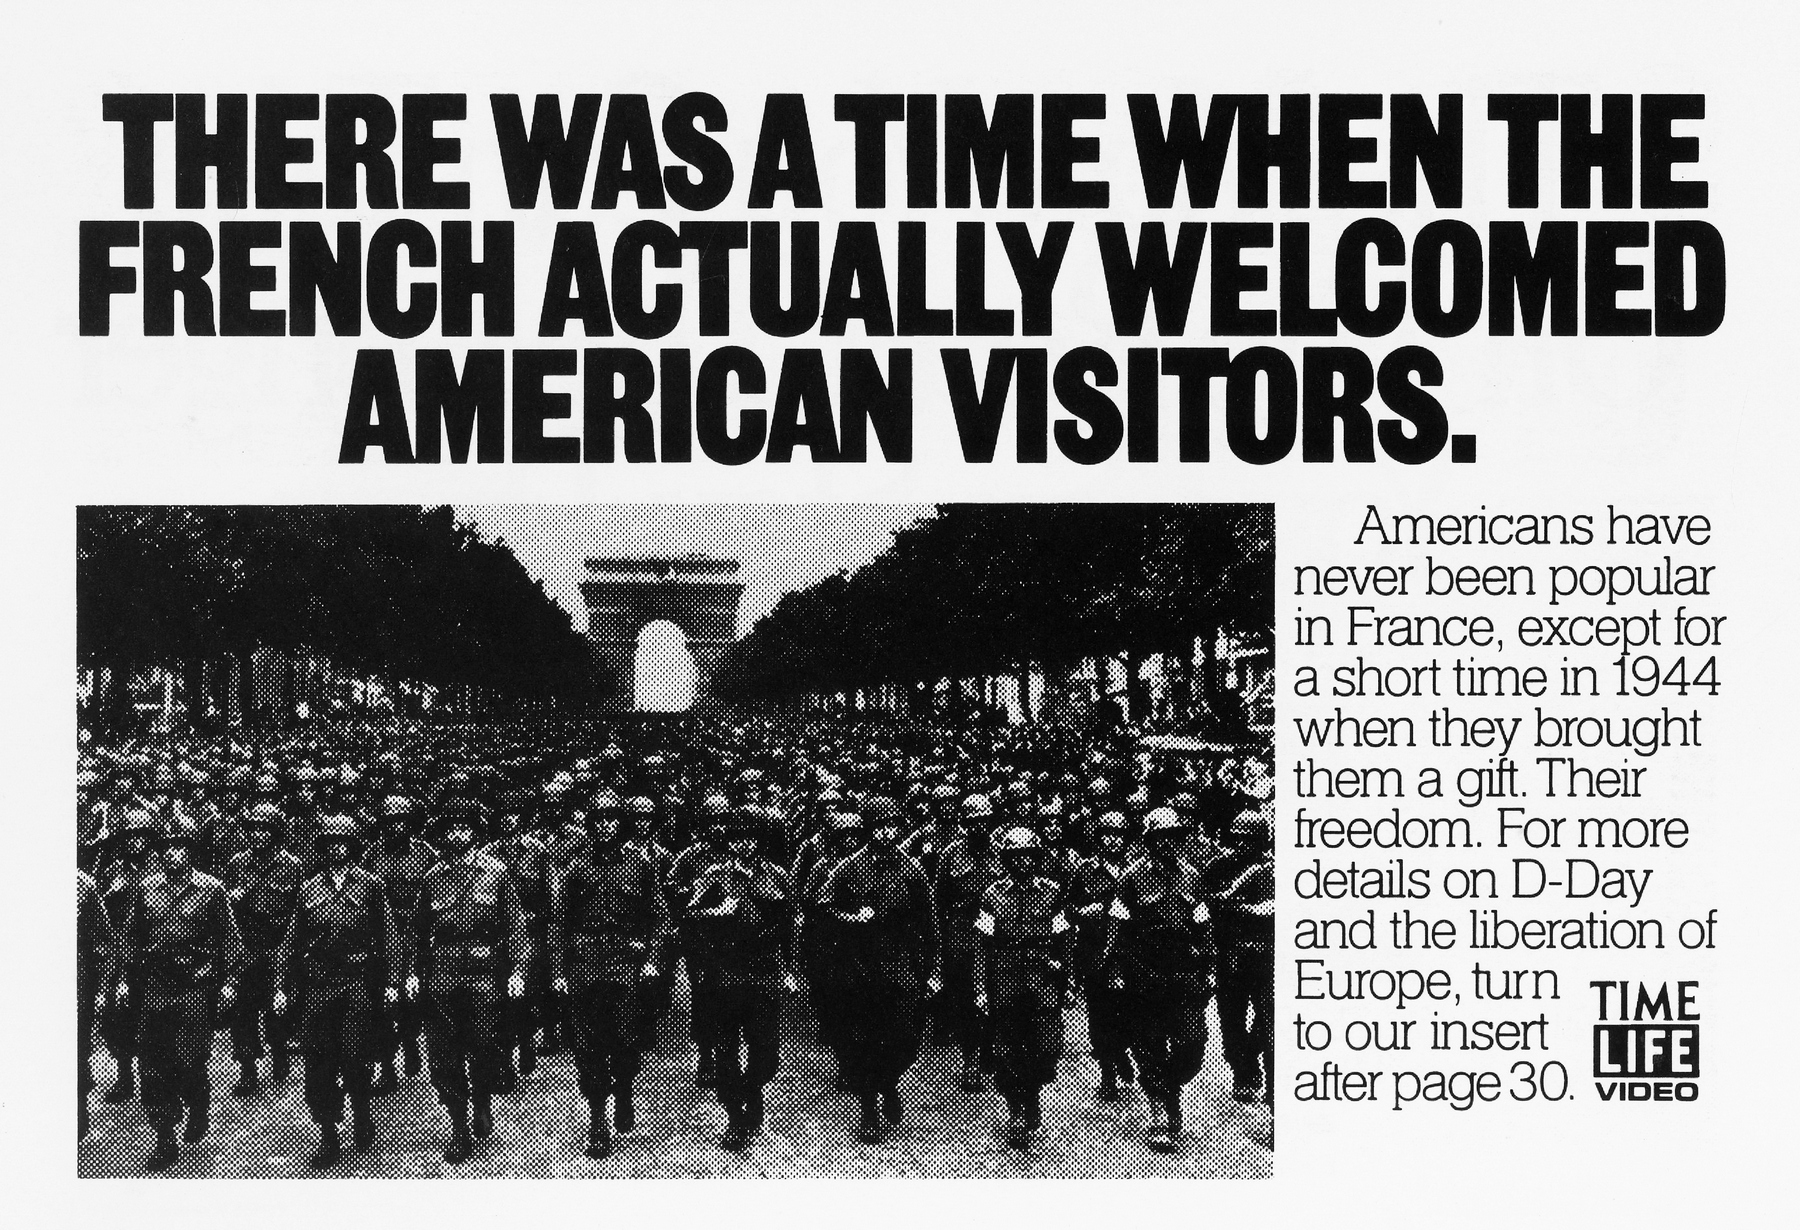 THERE WAS A TIME WHEN THE
FRENCH ACTUALLY WELCOMED
AMERICAN VISITORS.
Americans have
never been popular
in France, except for
a short time in 1944
when they brought
them a gift. Their
freedom. For more
details on D-Day
and the liberation of
Europe, turn
to our insert
after page 30.
TIME
LIFE
VIDEO